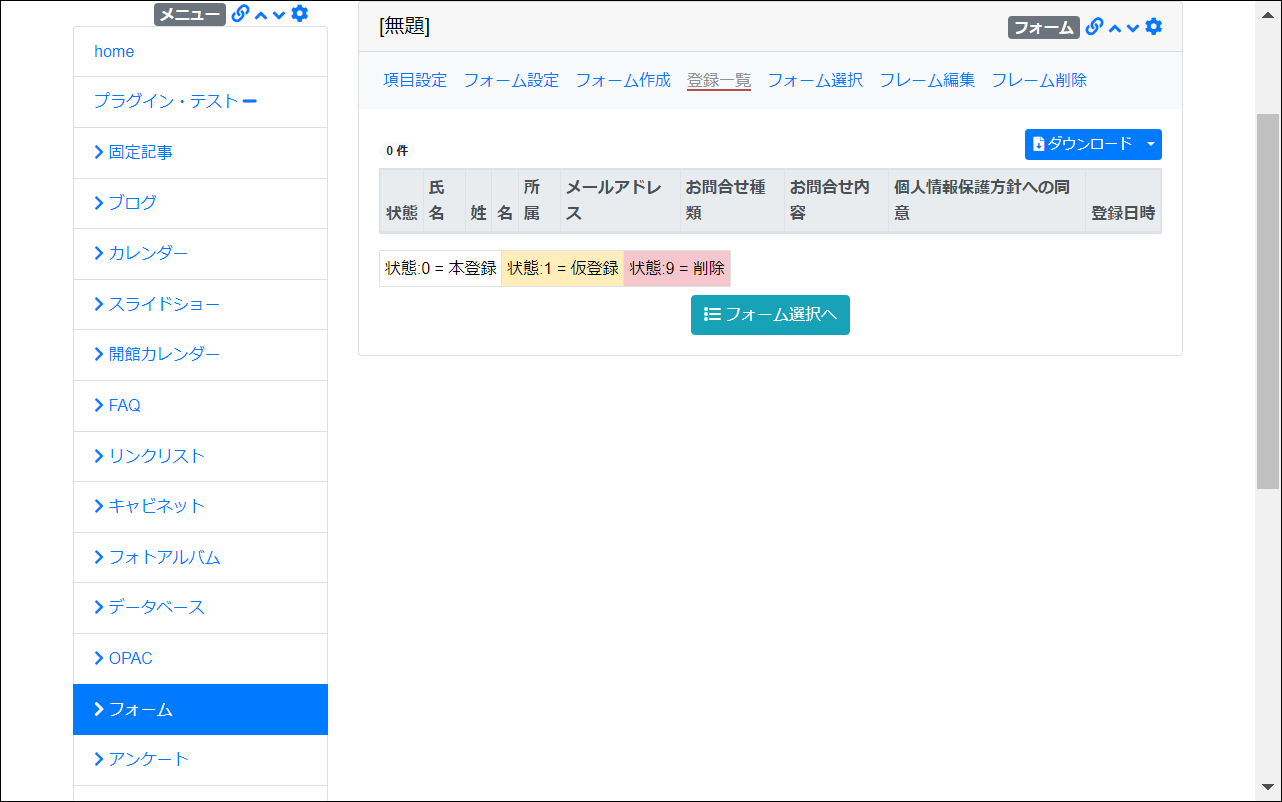 メニュー
home
プラグイン・テスト
固定記事
ブログ
カレンダー
スライドショー
開館カレンダー
FAQ
リンクリスト
キャビネット
フォトアルバム
データベース
OPAC
フォーム
アンケート
[無題]
フォーム
項目設定 フォーム設定 フォーム作成 登録一覧 フォーム選択 フレーム編集 フレーム削除
0 件
ダウンロード
状態 氏名 姓 名 所属 メールアドレス お問合せ種類 お問合せ内容 個人情報保護方針への同意 登録日時
状態:0 = 本登録 状態:1 = 仮登録 状態:9 = 削除
フォーム選択へ